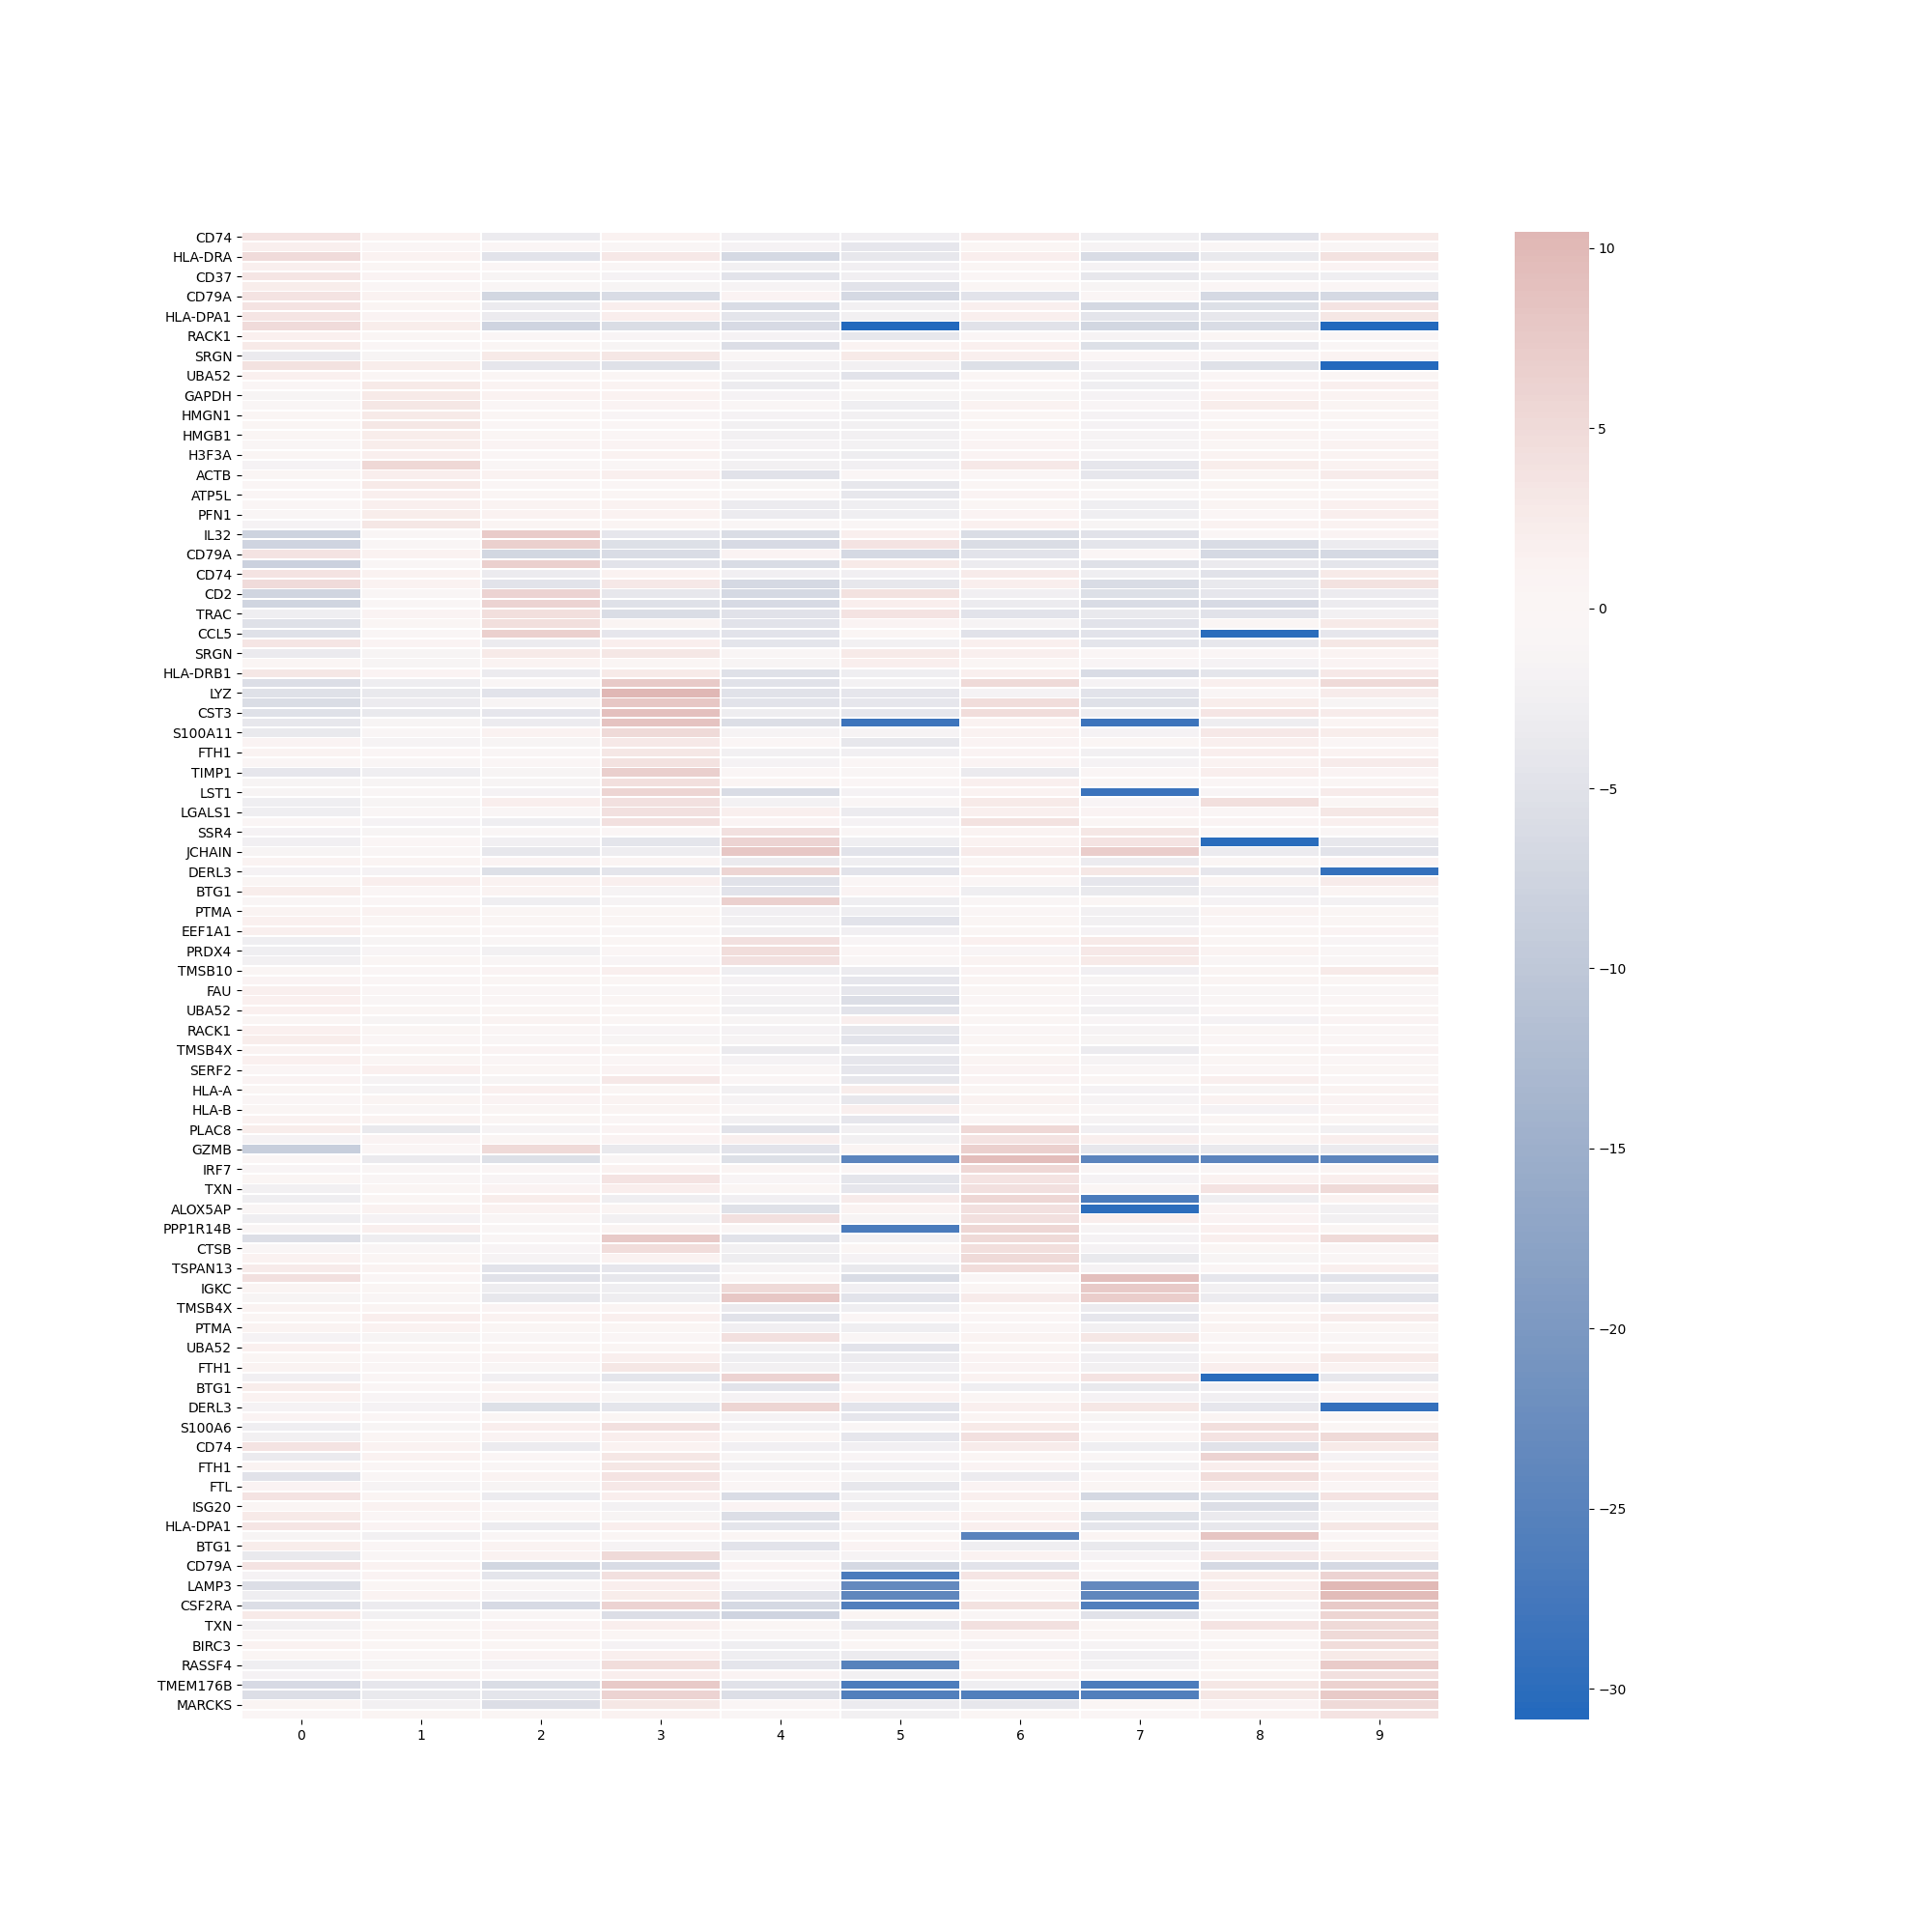 CD74
HLA-DRA
CD37
CD79A
HLA-DPA1
RACK1
SRGN
UBA52
GAPDH
HMGN1
HMGB1
H3F3A
ACTB
ATP5L
PFN1
IL32
CD79A
CD74
CD2
TRAC
CCL5
SRGN
HLA-DRB1
LYZ
CST3
S100A11
FTH1
TIMP1
LST1
LGALS1
SSR4
JCHAIN
DERL3
BTG1
PTMA
EEF1A1
PRDX4
TMSB10
FAU
UBA52
RACK1
TMSB4X
SERF2
HLA-A
HLA-B
PLAC8
GZMB
IRF7
TXN
ALOX5AP
PPP1R14B
CTSB
TSPAN13
IGKC
TMSB4X
PTMA
UBA52
FTH1
BTG1
DERL3
S100A6
CD74
FTH1
FTL
ISG20
HLA-DPA1
BTG1
CD79A
LAMP3
CSF2RA
TXN
BIRC3
RASSF4
TMEM176B
MARCKS
0 1 2 3 4 5 6 7 8 9
10
5
0
−5
−10
−15
−20
−25
−30